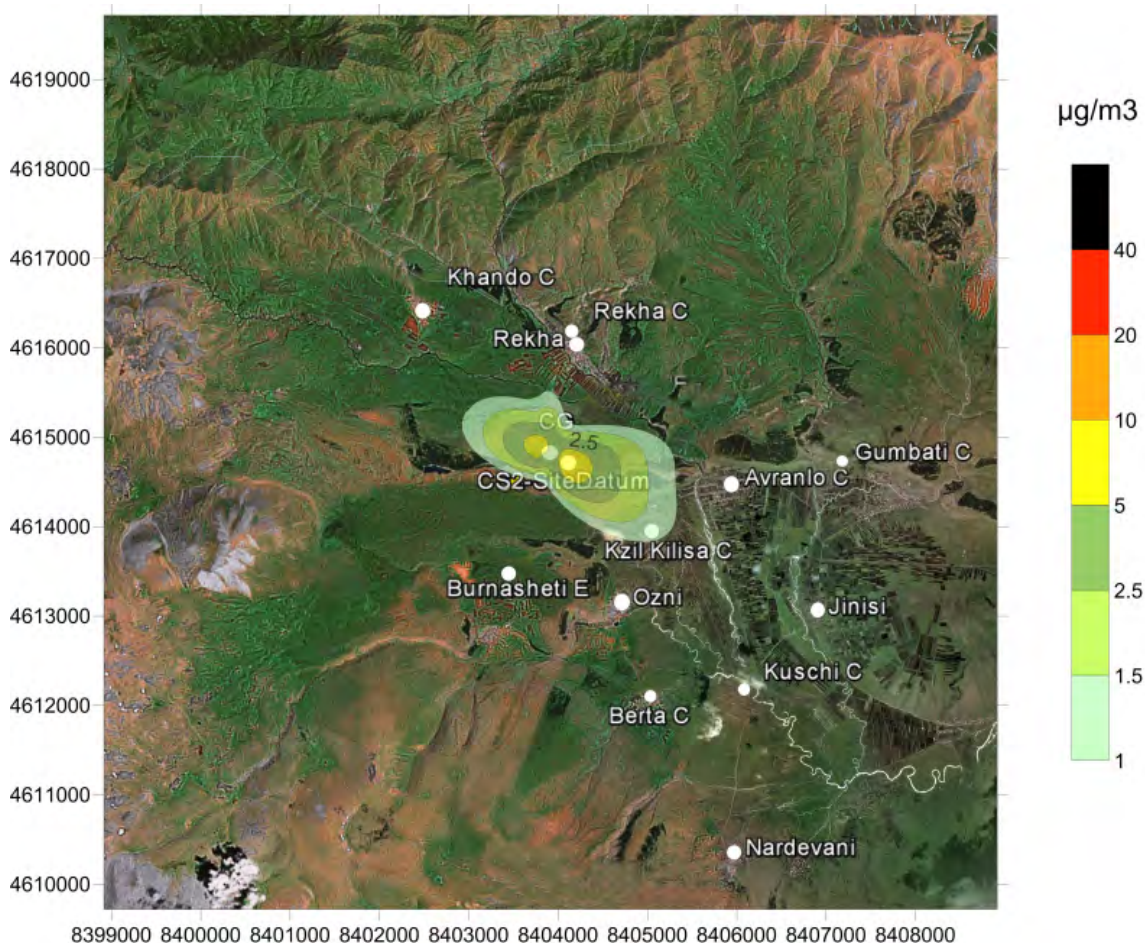 µg/m3
4619000
4618000
4617000
4616000
4615000
4614000
4613000
4612000
4611000
4610000
Khando C
Rekha C
Rekha
CG
2.5
CS2-SiteDatum
Gumbati C
Avranlo C
Kzil Kilisa C
Burnasheti E
Ozni
Jinisi
Kuschi C
Berta C
Nardevani
40
20
10
5
2.5
1.5
1
8399000 8400000 8401000 8402000 8403000 8404000 8405000 8406000 8407000 8408000